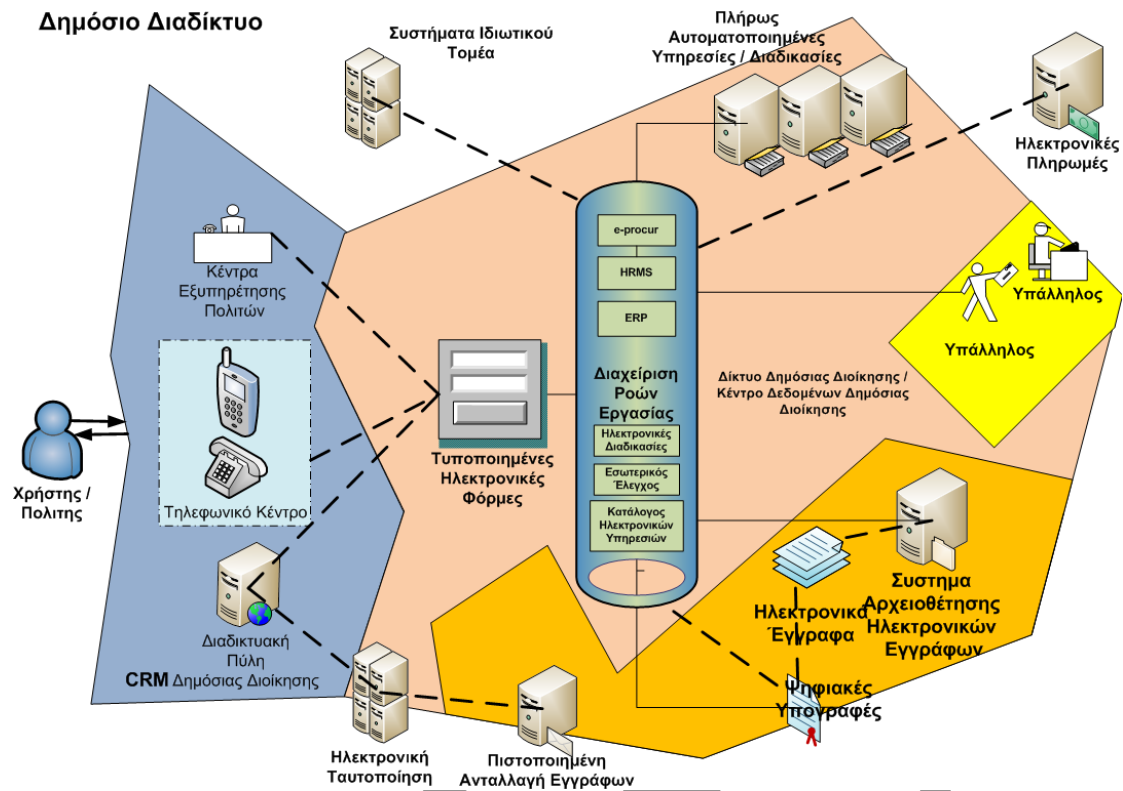 Δημόσιο Διαδίκτυο
Συστήματα Ιδιωτικού
Τομέα
Πλήρως
Αυτοματοποιημένες
Υπηρεσίες / Διαδικασίες
Ηλεκτρονικές
Πληρωμές
Κέντρα
Εξυπηρέτησης
Πολιτών
e-procur
HRMS
ERP
Υπάλληλος
Υπάλληλος
Διαχείριση
Ροών
Εργασίας
Δίκτυο Δημόσιας Διοίκησης /
Κέντρο Δεδομένων Δημόσιας
Διοίκησης
Ηλεκτρονικές
Διαδικασίες
Εσωτερικός
Έλεγχος
Κατάλογος
Ηλεκτρονικών
Υπηρεσιών
Τυποποιημένες
Ηλεκτρονικές
Φόρμες
Χρήστης /
Πολιτης
Τηλεφωνικό Κέντρο
Διαδικτυακή
Πύλη
CRM Δημόσιας Διοίκησης
Ηλεκτρονικά
Έγγραφα
Συστημα
Αρχειοθέτησης
Ηλεκτρονικών
Εγγράφων
Ψηφιακές
Υπογραφές
Ηλεκτρονική
Ταυτοποίηση
Πιστοποιημένη
Ανταλλαγή Εγγράφων